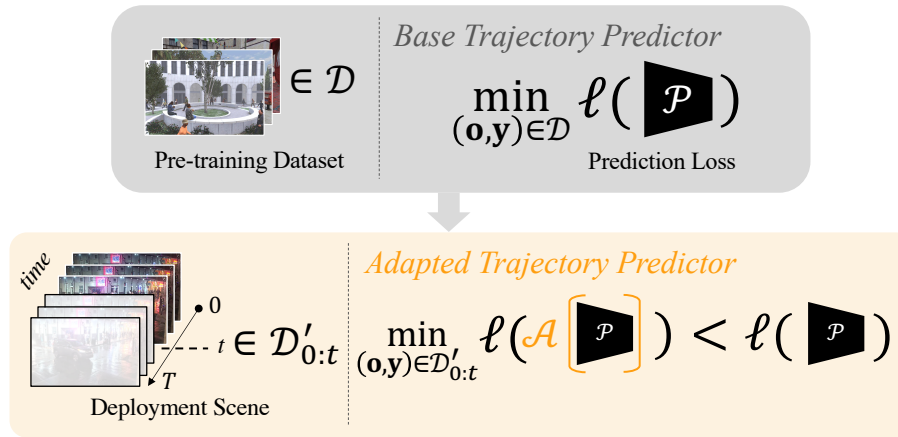 Base Trajectory Predictor
∈ 𝒟
min ℓ( 𝒫 )
(o,y)∈𝒟
Pre-training Dataset
Prediction Loss
time
Adapted Trajectory Predictor
0
t ∈ 𝒟′₀:ₜ
min ℓ(𝒜[ 𝒫 ]) < ℓ( 𝒫 )
(o,y)∈𝒟′₀:ₜ
T
Deployment Scene